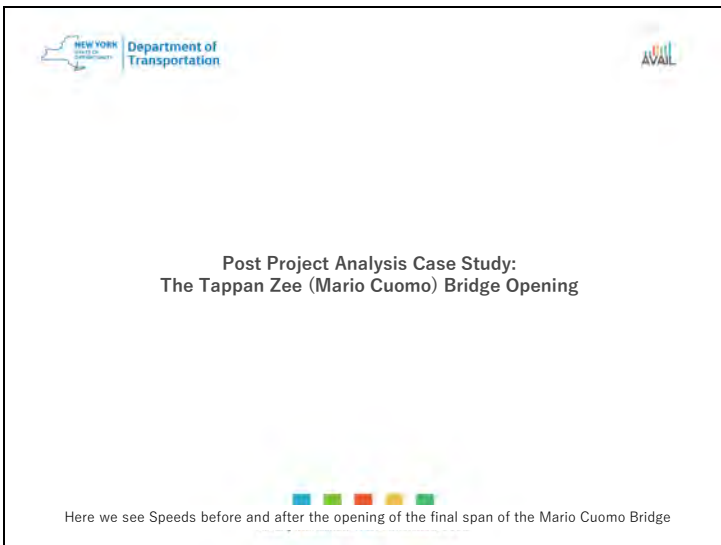 NEW YORK
Department of
Transportation
AVAIL
Post Project Analysis Case Study:
The Tappan Zee (Mario Cuomo) Bridge Opening
Here we see Speeds before and after the opening of the final span of the Mario Cuomo Bridge